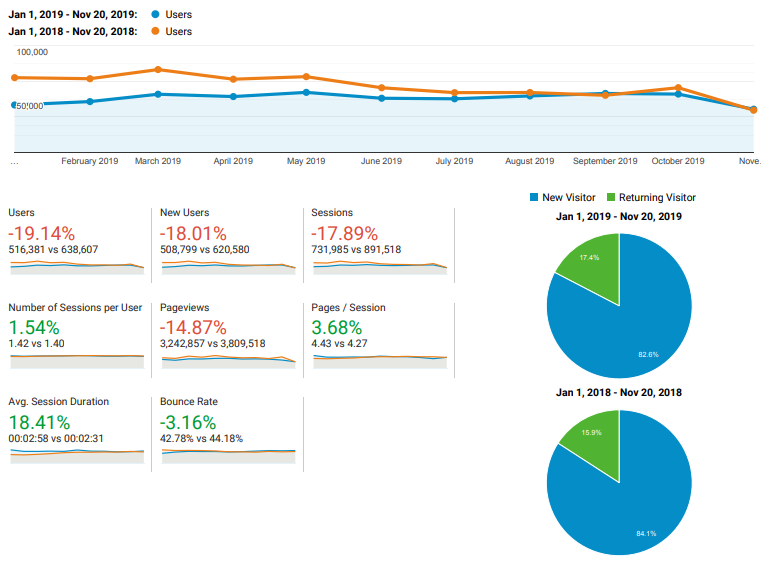 Jan 1, 2019 - Nov 20, 2019: Users
Jan 1, 2018 - Nov 20, 2018: Users
100,000
50,000
... February 2019 March 2019 April 2019 May 2019 June 2019 July 2019 August 2019 September 2019 October 2019 Nove.
Users
-19.14%
516,381 vs 638,607
New Users
-18.01%
508,799 vs 620,580
Sessions
-17.89%
731,985 vs 891,518
Number of Sessions per User
1.54%
1.42 vs 1.40
Pageviews
-14.87%
3,242,857 vs 3,809,518
Pages / Session
3.68%
4.43 vs 4.27
Avg. Session Duration
18.41%
00:02:58 vs 00:02:31
Bounce Rate
-3.16%
42.78% vs 44.18%
New Visitor Returning Visitor
Jan 1, 2019 - Nov 20, 2019
17.4%
82.6%
Jan 1, 2018 - Nov 20, 2018
15.9%
84.1%